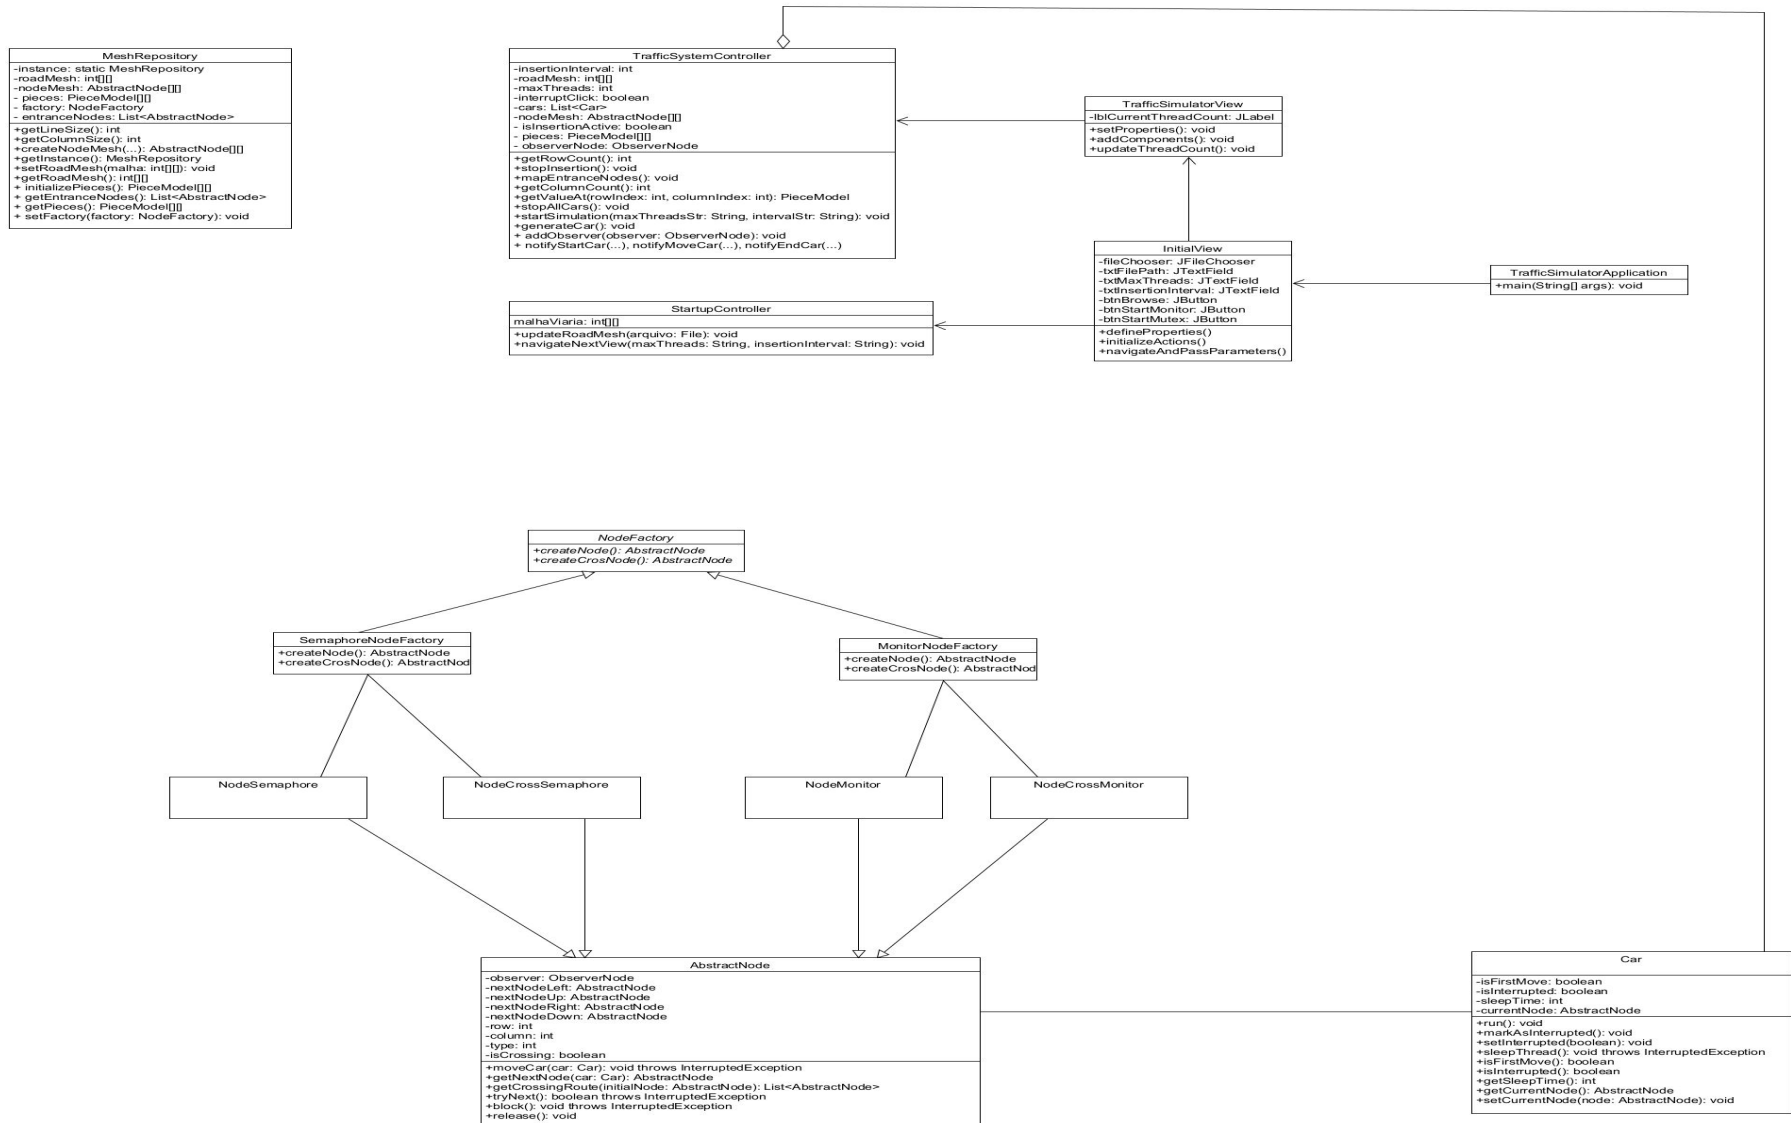 MeshRepository
-instance: static MeshRepository
-roadMesh: int[][]
-nodeMesh: AbstractNode[][]
- pieces: PieceModel[][]
- factory: NodeFactory
- entranceNodes: List<AbstractNode>
+getLineSize(): int
+getColumnSize(): int
+createNodeMesh(...): AbstractNode[][]
+getInstance(): MeshRepository
+setRoadMesh(malha: int[][]): void
+getRoadMesh(): int[][]
+ initializePieces(): PieceModel[][]
+ getEntranceNodes(): List<AbstractNode>
+ getPieces(): PieceModel[][]
+ setFactory(factory: NodeFactory): void
TrafficSystemController
-insertionInterval: int
-roadMesh: int[][]
-maxThreads: int
-interruptClick: boolean
-cars: List<Car>
-nodeMesh: AbstractNode[][]
- isInsertionActive: boolean
- pieces: PieceModel[][]
- observerNode: ObserverNode
+getRowCount(): int
+stopInsertion(): void
+mapEntranceNodes(): void
+getColumnCount(): int
+getValueAt(rowIndex: int, columnIndex: int): PieceModel
+stopAllCars(): void
+startSimulation(maxThreadsStr: String, intervalStr: String): void
+generateCar(): void
+ addObserver(observer: ObserverNode): void
+ notifyStartCar(...), notifyMoveCar(...), notifyEndCar(...)
TrafficSimulatorView
-lblCurrentThreadCount: JLabel
+setProperties(): void
+addComponents(): void
+updateThreadCount(): void
InitialView
-fileChooser: JFileChooser
-txtFilePath: JTextField
-txtMaxThreads: JTextField
-txtInsertionInterval: JTextField
-btnBrowse: JButton
-btnStartMonitor: JButton
-btnStartMutex: JButton
+defineProperties()
+initializeActions()
+navigateAndPassParameters()
TrafficSimulatorApplication
+main(String[] args): void
StartupController
malhaViaria: int[][]
+updateRoadMesh(arquivo: File): void
+navigateNextView(maxThreads: String, insertionInterval: String): void
NodeFactory
+createNode(): AbstractNode
+createCrosNode(): AbstractNode
SemaphoreNodeFactory
+createNode(): AbstractNode
+createCrosNode(): AbstractNod
MonitorNodeFactory
+createNode(): AbstractNode
+createCrosNode(): AbstractNod
NodeSemaphore
NodeCrossSemaphore
NodeMonitor
NodeCrossMonitor
AbstractNode
-observer: ObserverNode
-nextNodeLeft: AbstractNode
-nextNodeUp: AbstractNode
-nextNodeRight: AbstractNode
-nextNodeDown: AbstractNode
-row: int
-column: int
-type: int
-isCrossing: boolean
+moveCar(car: Car): void throws InterruptedException
+getNextNode(car: Car): AbstractNode
+getCrossingRoute(initialNode: AbstractNode): List<AbstractNode>
+tryNext(): boolean throws InterruptedException
+block(): void throws InterruptedException
+release(): void
Car
-isFirstMove: boolean
-isInterrupted: boolean
-sleepTime: int
-currentNode: AbstractNode
+run(): void
+markAsInterrupted(): void
+setInterrupted(boolean): void
+sleepThread(): void throws InterruptedException
+isFirstMove(): boolean
+isInterrupted(): boolean
+getSleepTime(): int
+getCurrentNode(): AbstractNode
+setCurrentNode(node: AbstractNode): void